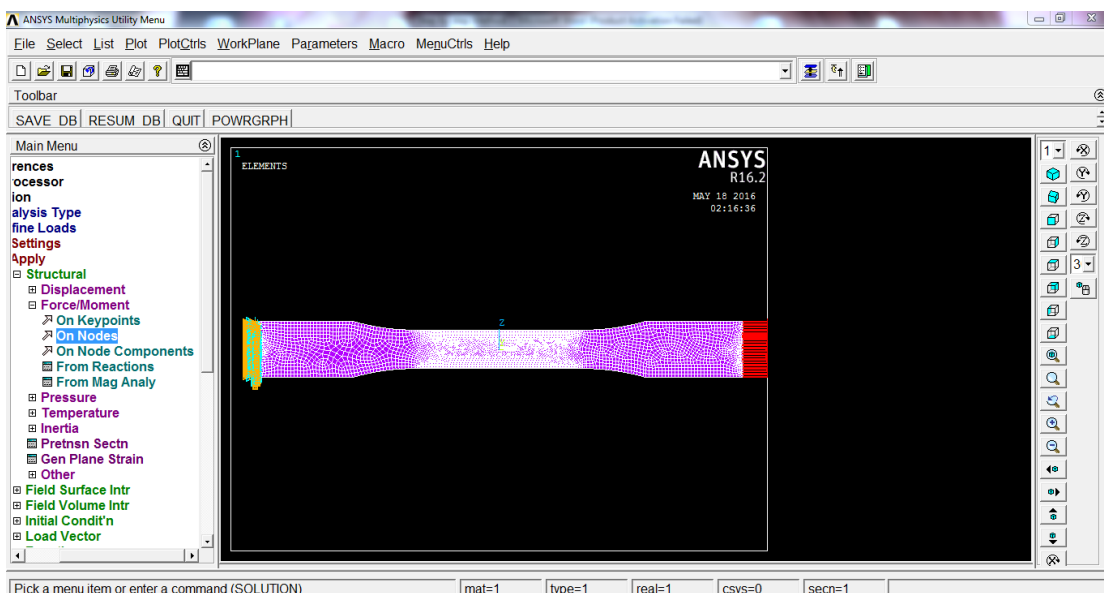 ANSYS Multiphysics Utility Menu
File Select List Plot PlotCtrls WorkPlane Parameters Macro MenuCtrls Help
Toolbar
SAVE_DB RESUM_DB QUIT POWRGRPH
Main Menu
rences
ocessor
ion
alysis Type
fine Loads
Settings
Apply
Structural
Displacement
Force/Moment
On Keypoints
On Nodes
On Node Components
From Reactions
From Mag Analy
Pressure
Temperature
Inertia
Pretnsn Sectn
Gen Plane Strain
Other
Field Surface Intr
Field Volume Intr
Initial Condit'n
Load Vector
1
ELEMENTS
ANSYS
R16.2
MAY 18 2016
02:16:36
Z
1
3
Pick a menu item or enter a command (SOLUTION) mat=1 type=1 real=1 csys=0 secn=1